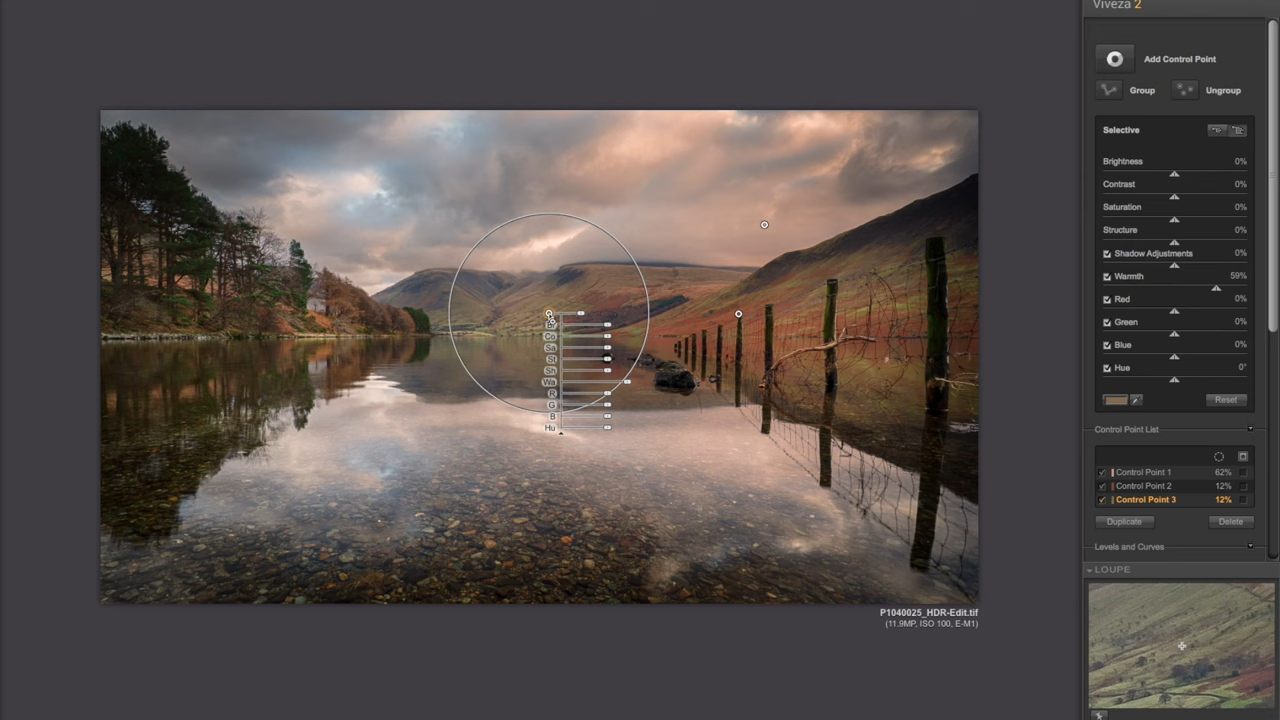 Viveza 2
Add Control Point
Group
Ungroup
Selective
Brightness 0%
Contrast 0%
Saturation 0%
Structure 0%
Shadow Adjustments 0%
Warmth 59%
Red 0%
Green 0%
Blue 0%
Hue 0°
Reset
Control Point List
Control Point 1 62%
Control Point 2 12%
Control Point 3 12%
Duplicate
Delete
Levels and Curves
LOUPE
Br
Co
Sa
St
Sh
Wa
R
G
B
Hu
P1040025_HDR-Edit.tif
(11.9MP, ISO 100, E-M1)